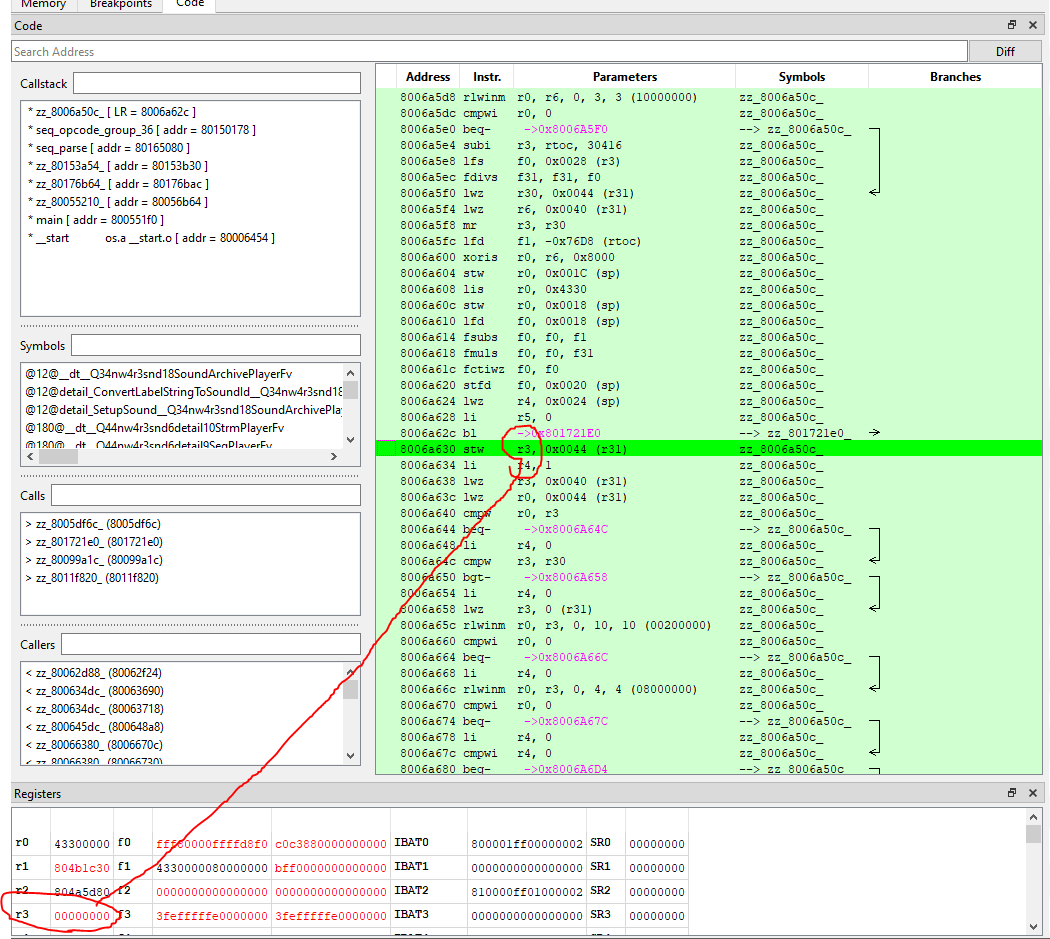 Memory Breakpoints Code
Code
Search Address Diff
Callstack
* zz_8006a50c_ [ LR = 8006a62c ]
* seq_opcode_group_36 [ addr = 80150178 ]
* seq_parse [ addr = 80165080 ]
* zz_80153a54_ [ addr = 80153b30 ]
* zz_80176b64_ [ addr = 80176bac ]
* zz_80055210_ [ addr = 80056b64 ]
* main [ addr = 800551f0 ]
* __start os.a __start.o [ addr = 80006454 ]
Symbols
@12@__dt__Q34nw4r3snd18SoundArchivePlayerFv
@12@detail_ConvertLabelStringToSoundId__Q34nw4r3snd18
@12@detail_SetupSound__Q34nw4r3snd18SoundArchivePla
@180@__dt__Q44nw4r3snd6detail10StrmPlayerFv
@180@__dt__Q44nw4r3snd6detail9SeqPlayerFv
Calls
> zz_8005df6c_ (8005df6c)
> zz_801721e0_ (801721e0)
> zz_80099a1c_ (80099a1c)
> zz_8011f820_ (8011f820)
Callers
< zz_80062d88_ (80062f24)
< zz_800634dc_ (80063690)
< zz_800634dc_ (80063718)
< zz_800645dc_ (800648a8)
< zz_80066380_ (8006670c)
< zz_80066380_ (80066730)
Address Instr. Parameters Symbols Branches
8006a5d8 rlwinm r0, r6, 0, 3, 3 (10000000) zz_8006a50c_
8006a5dc cmpwi r0, 0 zz_8006a50c_
8006a5e0 beq- ->0x8006A5F0 --> zz_8006a50c_
8006a5e4 subi r3, rtoc, 30416 zz_8006a50c_
8006a5e8 lfs f0, 0x0028 (r3) zz_8006a50c_
8006a5ec fdivs f31, f31, f0 zz_8006a50c_
8006a5f0 lwz r30, 0x0044 (r31) zz_8006a50c_
8006a5f4 lwz r6, 0x0040 (r31) zz_8006a50c_
8006a5f8 mr r3, r30 zz_8006a50c_
8006a5fc lfd f1, -0x76D8 (rtoc) zz_8006a50c_
8006a600 xoris r0, r6, 0x8000 zz_8006a50c_
8006a604 stw r0, 0x001C (sp) zz_8006a50c_
8006a608 lis r0, 0x4330 zz_8006a50c_
8006a60c stw r0, 0x0018 (sp) zz_8006a50c_
8006a610 lfd f0, 0x0018 (sp) zz_8006a50c_
8006a614 fsubs f0, f0, f1 zz_8006a50c_
8006a618 fmuls f0, f0, f31 zz_8006a50c_
8006a61c fctiwz f0, f0 zz_8006a50c_
8006a620 stfd f0, 0x0020 (sp) zz_8006a50c_
8006a624 lwz r4, 0x0024 (sp) zz_8006a50c_
8006a628 li r5, 0 zz_8006a50c_
8006a62c bl ->0x801721E0 --> zz_801721e0_
8006a630 stw r3, 0x0044 (r31) zz_8006a50c_
8006a634 li r4, 1 zz_8006a50c_
8006a638 lwz r3, 0x0040 (r31) zz_8006a50c_
8006a63c lwz r0, 0x0044 (r31) zz_8006a50c_
8006a640 cmpw r0, r3 zz_8006a50c_
8006a644 beq- ->0x8006A64C --> zz_8006a50c_
8006a648 li r4, 0 zz_8006a50c_
8006a64c cmpw r3, r30 zz_8006a50c_
8006a650 bgt- ->0x8006A658 --> zz_8006a50c_
8006a654 li r4, 0 zz_8006a50c_
8006a658 lwz r3, 0 (r31) zz_8006a50c_
8006a65c rlwinm r0, r3, 0, 10, 10 (00200000) zz_8006a50c_
8006a660 cmpwi r0, 0 zz_8006a50c_
8006a664 beq- ->0x8006A66C --> zz_8006a50c_
8006a668 li r4, 0 zz_8006a50c_
8006a66c rlwinm r0, r3, 0, 4, 4 (08000000) zz_8006a50c_
8006a670 cmpwi r0, 0 zz_8006a50c_
8006a674 beq- ->0x8006A67C --> zz_8006a50c_
8006a678 li r4, 0 zz_8006a50c_
8006a67c cmpwi r4, 0 zz_8006a50c_
8006a680 beq- ->0x8006A6D4 --> zz_8006a50c_
Registers
r0 43300000 f0 c0c3880000000000 IBAT0 800001ff00000002 SR0 00000000
r1 804b1c30 f1 4330000080000000 bff0000000000000 IBAT1 0000000000000000 SR1 00000000
r2 804a5d80 f2 0000000000000000 0000000000000000 IBAT2 810000ff01000002 SR2 00000000
r3 00000000 f3 3fefffffe0000000 3fefffffe0000000 IBAT3 0000000000000000 SR3 00000000